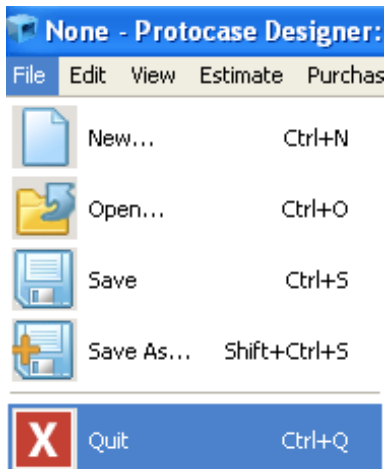 None - Protocase Designer:
File Edit View Estimate Purchas
New... Ctrl+N
Open... Ctrl+O
Save Ctrl+S
Save As... Shift+Ctrl+S
X Quit Ctrl+Q